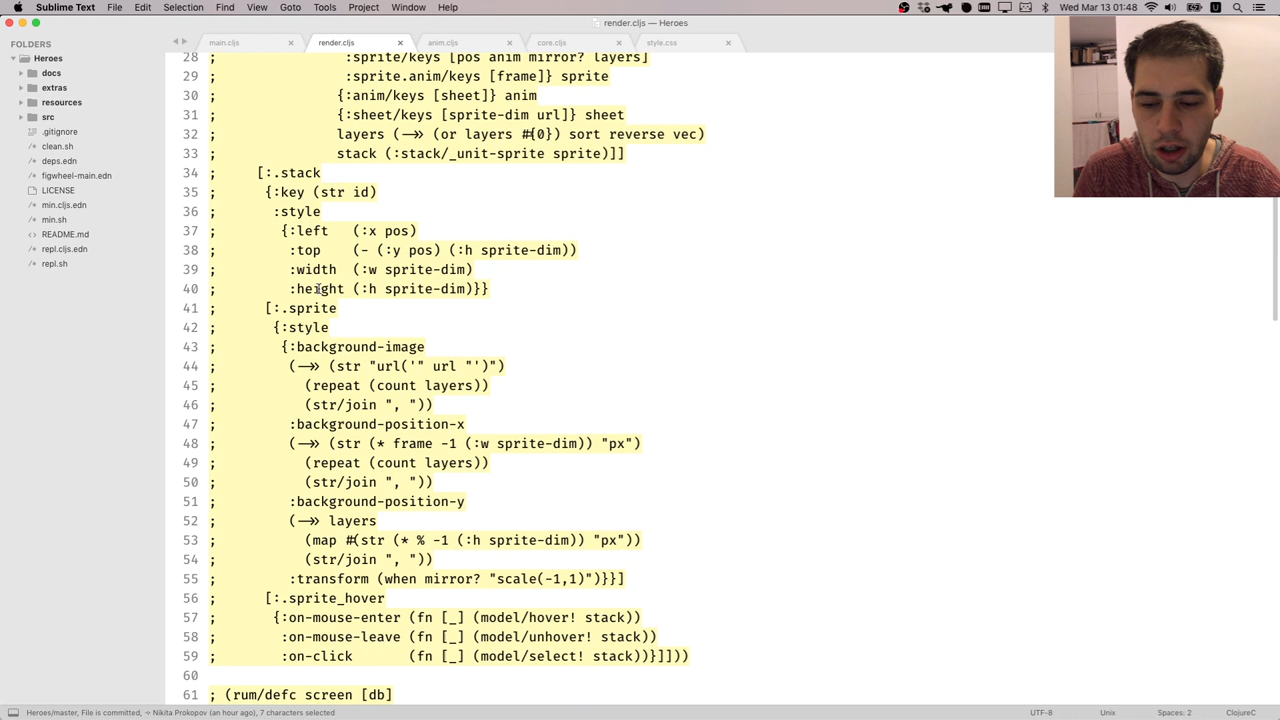 Sublime Text File Edit Selection Find View Goto Tools Project Window Help Wed Mar 13 01:48
render.cljs — Heroes
FOLDERS
Heroes
docs
extras
resources
src
.gitignore
clean.sh
deps.edn
figwheel-main.edn
LICENSE
min.cljs.edn
min.sh
README.md
repl.cljs.edn
repl.sh
main.cljs render.cljs anim.cljs core.cljs style.css
28 ; :sprite/keys [pos anim mirror? layers]
29 ; :sprite.anim/keys [frame]} sprite
30 ; {:anim/keys [sheet]} anim
31 ; {:sheet/keys [sprite-dim url]} sheet
32 ; layers (->> (or layers #{0}) sort reverse vec)
33 ; stack (:stack/_unit-sprite sprite)]]
34 ; [:.stack
35 ; {:key (str id)
36 ; :style
37 ; {:left (:x pos)
38 ; :top (- (:y pos) (:h sprite-dim))
39 ; :width (:w sprite-dim)
40 ; :height (:h sprite-dim)}}
41 ; [:.sprite
42 ; {:style
43 ; {:background-image
44 ; (->> (str "url('" url "')")
45 ; (repeat (count layers))
46 ; (str/join ", "))
47 ; :background-position-x
48 ; (->> (str (* frame -1 (:w sprite-dim)) "px")
49 ; (repeat (count layers))
50 ; (str/join ", "))
51 ; :background-position-y
52 ; (->> layers
53 ; (map #(str (* % -1 (:h sprite-dim)) "px"))
54 ; (str/join ", "))
55 ; :transform (when mirror? "scale(-1,1)")}}]
56 ; [:.sprite_hover
57 ; {:on-mouse-enter (fn [_] (model/hover! stack))
58 ; :on-mouse-leave (fn [_] (model/unhover! stack))
59 ; :on-click (fn [_] (model/select! stack))}]]))
60
61 ; (rum/defc screen [db]
Heroes/master, File is committed, ⤳ Nikita Prokopov (an hour ago), 7 characters selected UTF-8 Unix Spaces: 2 ClojureC